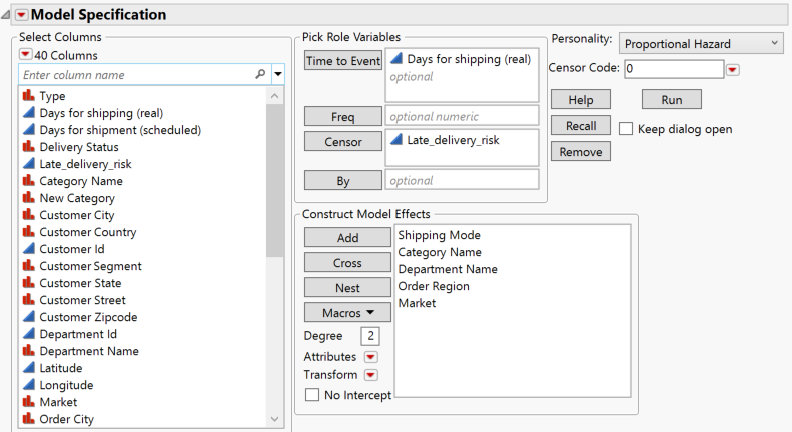 Model Specification
Select Columns
40 Columns
Enter column name
Type
Days for shipping (real)
Days for shipment (scheduled)
Delivery Status
Late_delivery_risk
Category Name
New Category
Customer City
Customer Country
Customer Id
Customer Segment
Customer State
Customer Street
Customer Zipcode
Department Id
Department Name
Latitude
Longitude
Market
Order City
Pick Role Variables
Time to Event
Days for shipping (real)
optional
Freq
optional numeric
Censor
Late_delivery_risk
By
optional
Personality:
Proportional Hazard
Censor Code:
0
Help
Run
Recall
Keep dialog open
Remove
Construct Model Effects
Add
Cross
Nest
Macros
Degree
2
Attributes
Transform
No Intercept
Shipping Mode
Category Name
Department Name
Order Region
Market